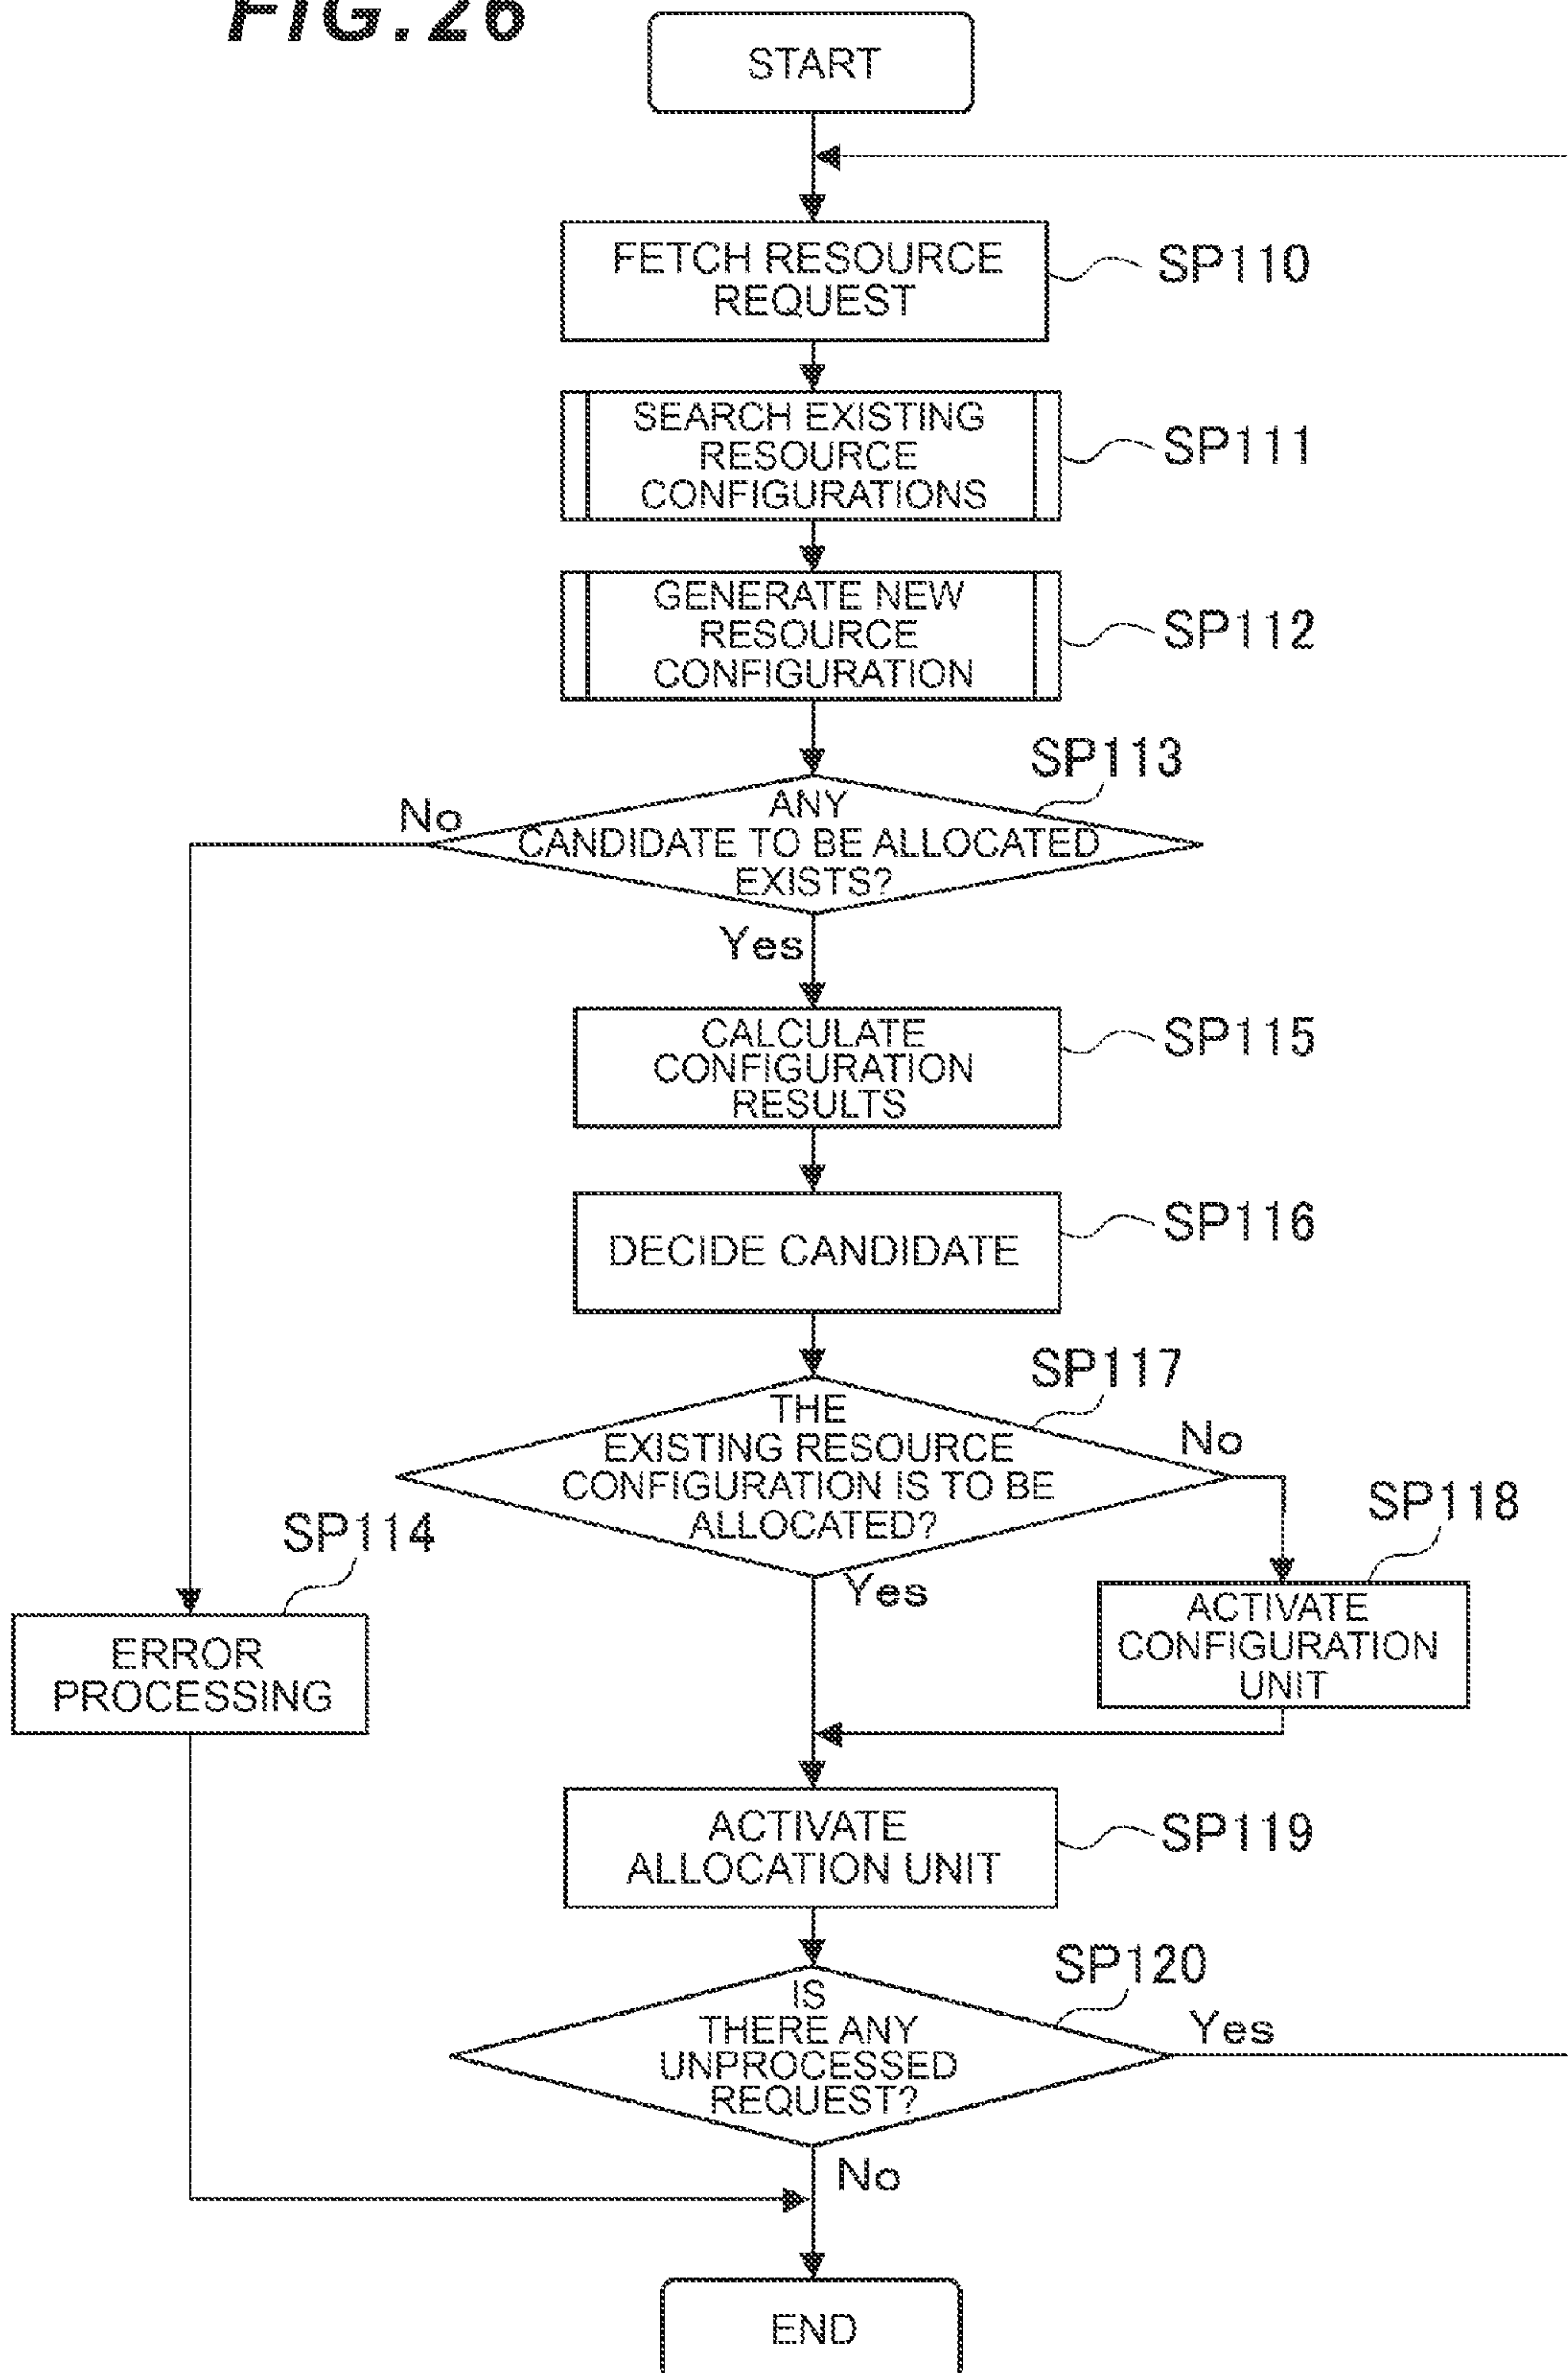 FIG.26
START
FETCH RESOURCE
REQUEST
SP110
SEARCH EXISTING
RESOURCE
CONFIGURATIONS
SP111
GENERATE NEW
RESOURCE
CONFIGURATION
SP112
SP113
No
ANY
CANDIDATE TO BE ALLOCATED
EXISTS?
Yes
CALCULATE
CONFIGURATION
RESULTS
SP115
DECIDE CANDIDATE
SP116
SP117
THE
EXISTING RESOURCE
CONFIGURATION IS TO BE
ALLOCATED?
No
Yes
SP118
ACTIVATE
CONFIGURATION
UNIT
SP114
ERROR
PROCESSING
ACTIVATE
ALLOCATION UNIT
SP119
SP120
IS
THERE ANY
UNPROCESSED
REQUEST?
Yes
No
END